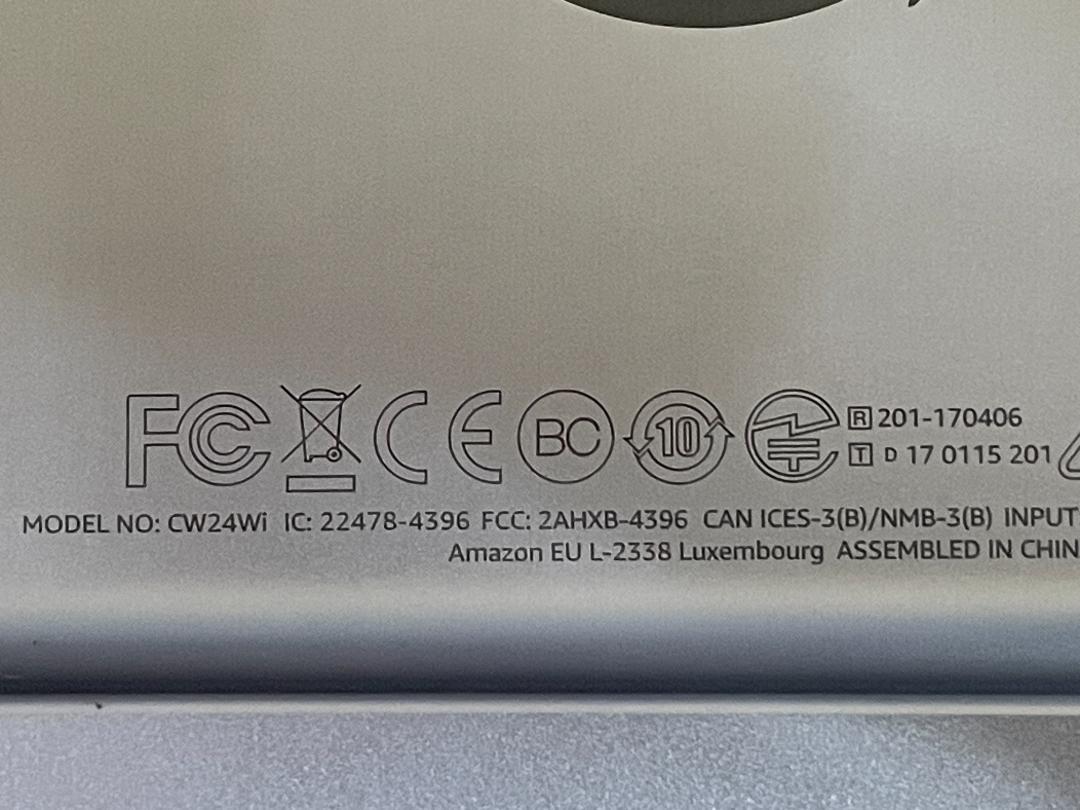 FC CE BC 10 R 201-170406
T D 17 0115 201
MODEL NO: CW24Wi IC: 22478-4396 FCC: 2AHXB-4396 CAN ICES-3(B)/NMB-3(B) INPUT
Amazon EU L-2338 Luxembourg ASSEMBLED IN CHIN